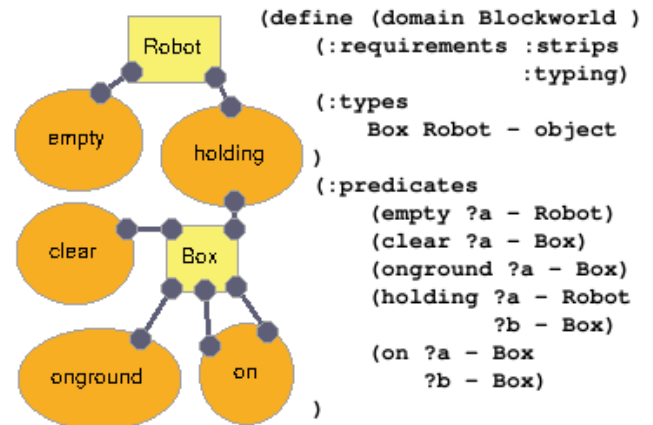 Robot
empty
holding
clear
Box
onground
on
(define (domain Blockworld )
(:requirements :strips
:typing)
(:types
Box Robot - object
)
(:predicates
(empty ?a - Robot)
(clear ?a - Box)
(onground ?a - Box)
(holding ?a - Robot
?b - Box)
(on ?a - Box
?b - Box)
)